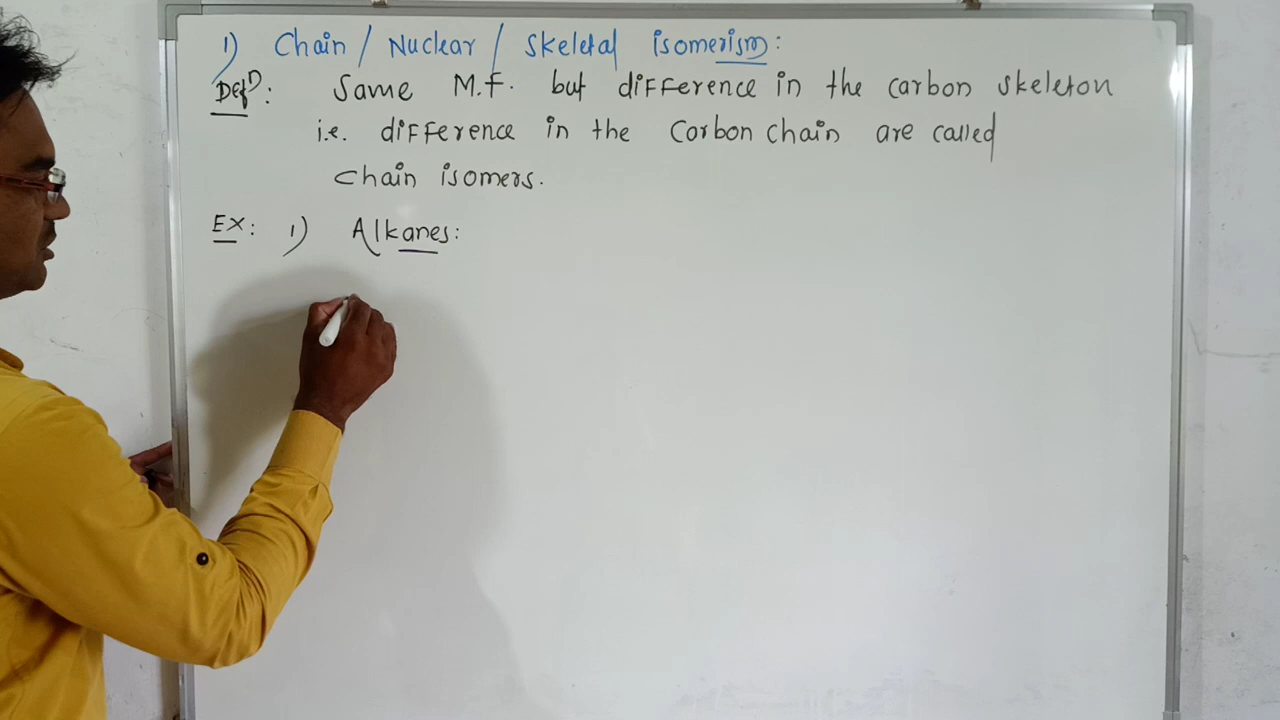 1) Chain / Nuclear / Skeletal isomerism:
Defn: Same M.F. but difference in the carbon skeleton
i.e. difference in the carbon chain are called
chain isomers.
Ex: 1) Alkanes: